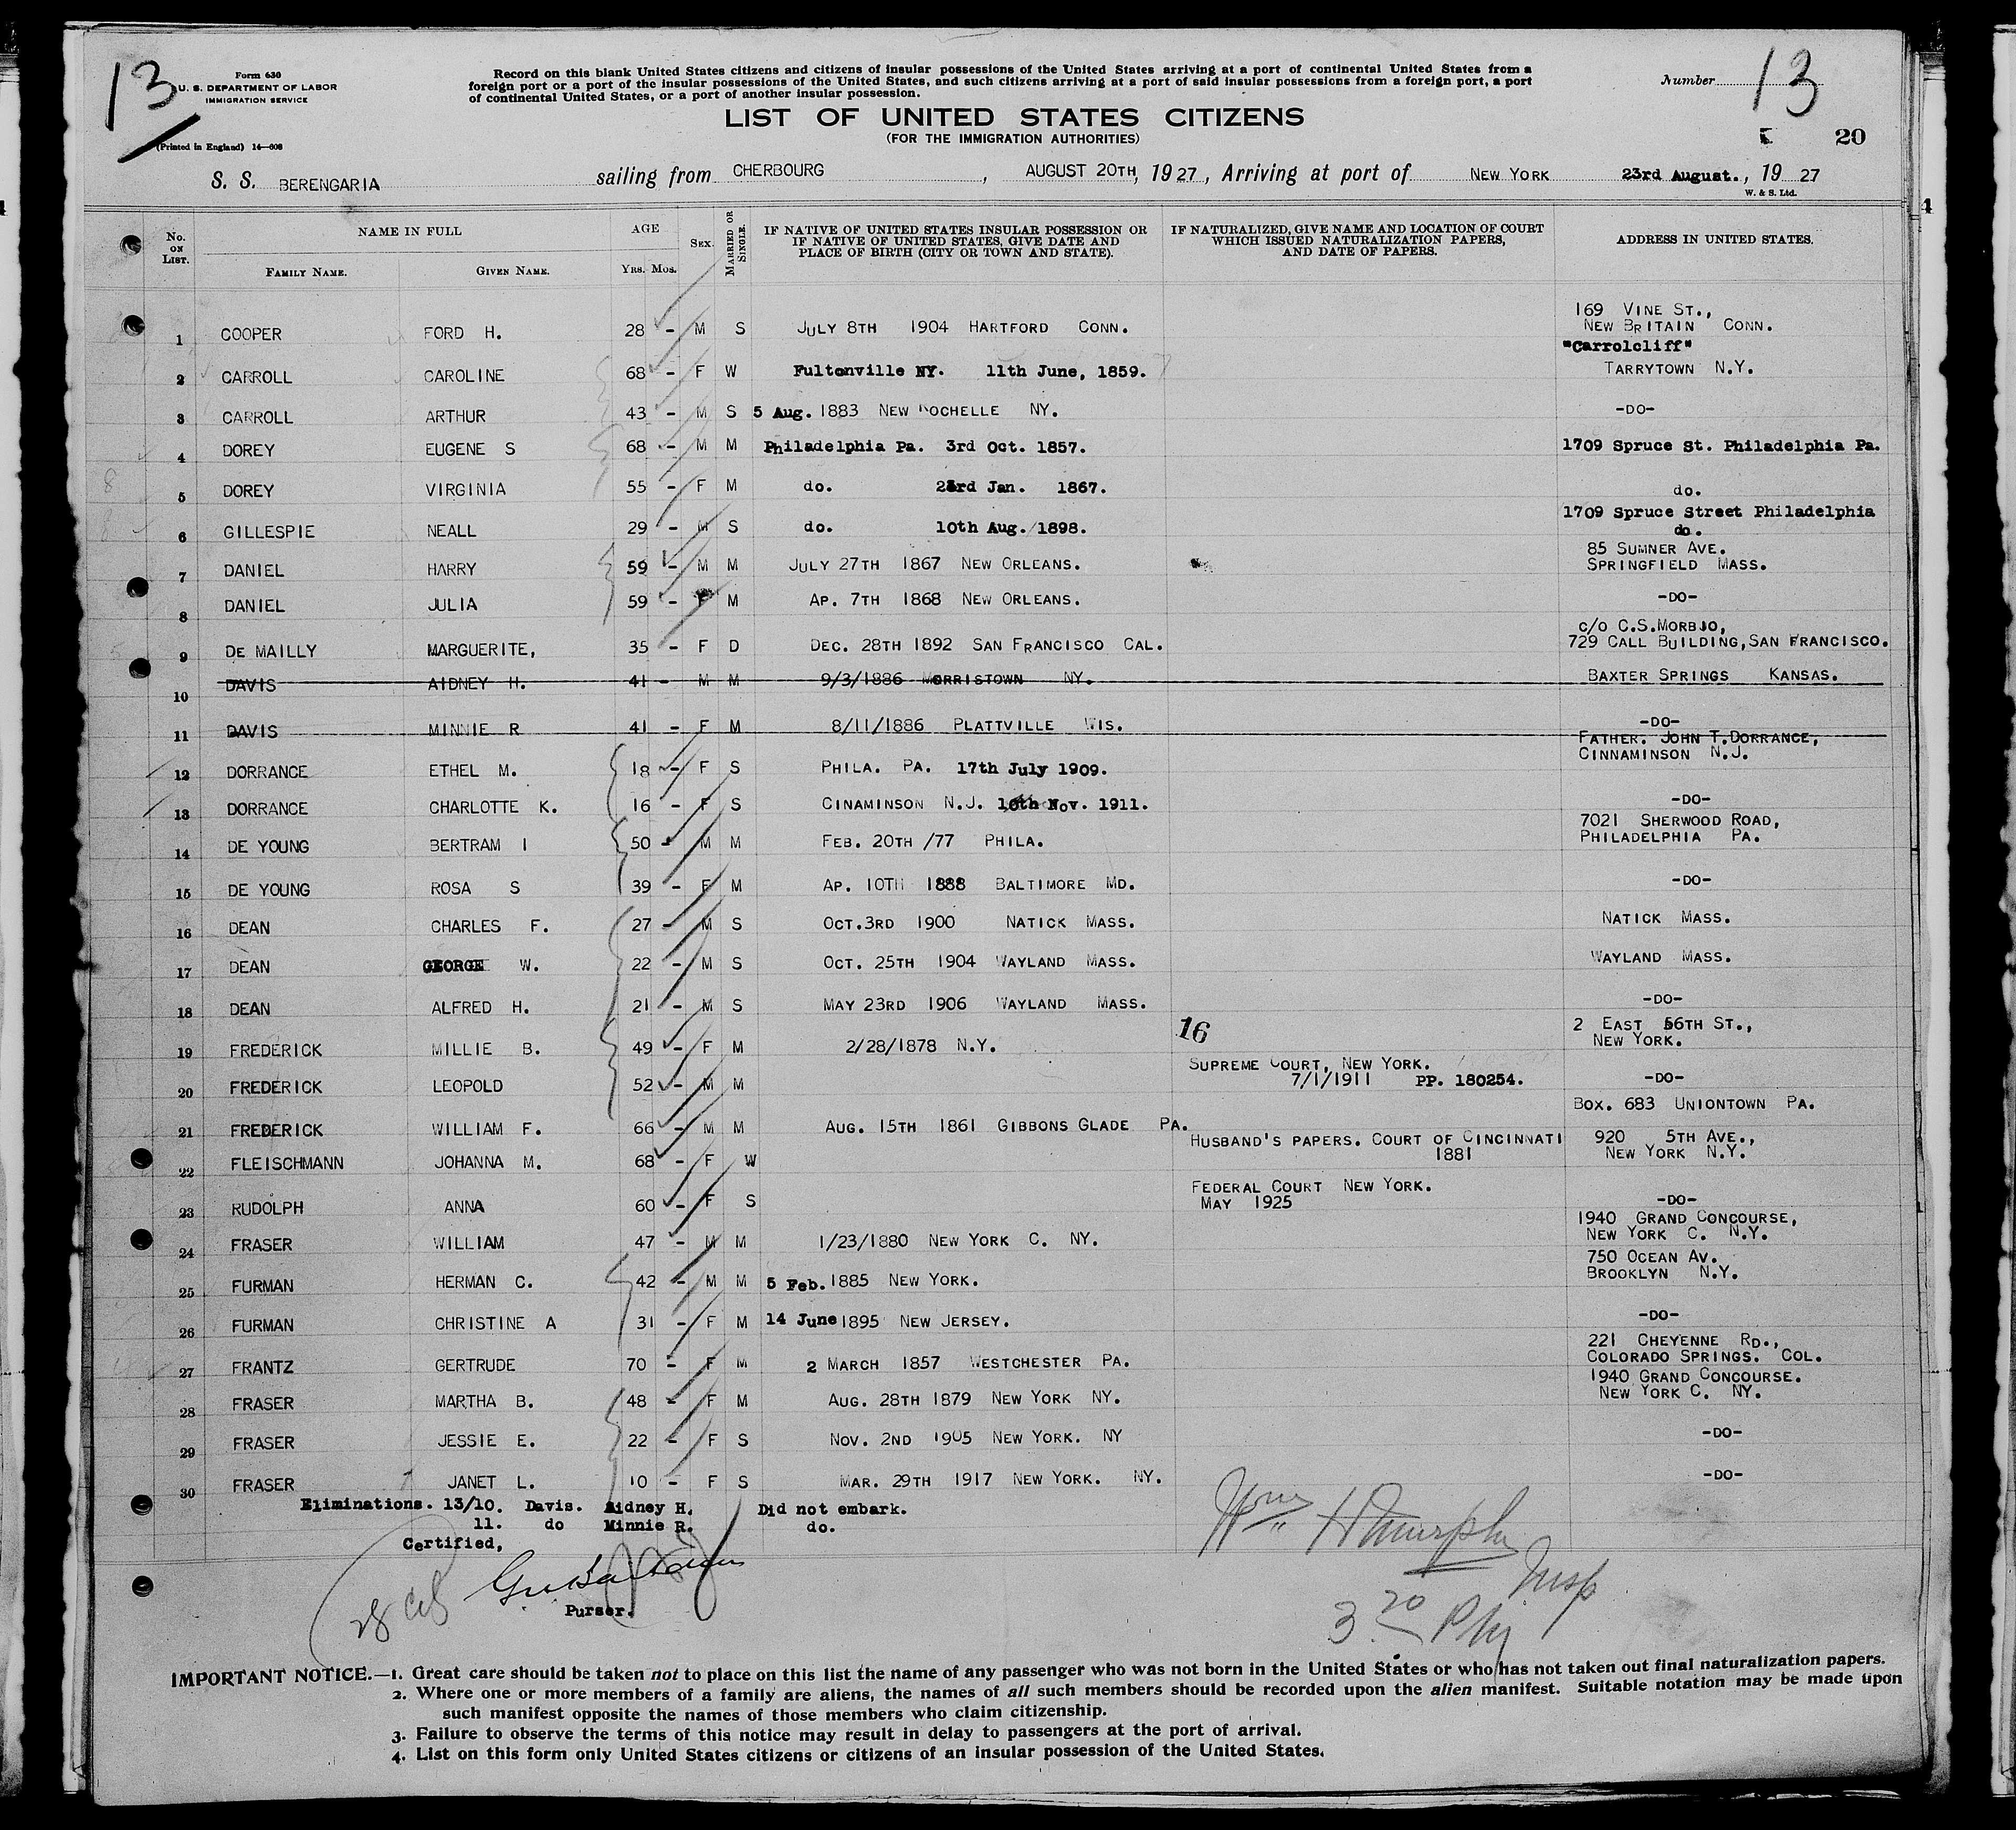 13
Form 630
U. S. DEPARTMENT OF LABOR
IMMIGRATION SERVICE
(Printed in England) 14—608
Record on this blank United States citizens and citizens of insular possessions of the United States arriving at a port of continental United States from a
foreign port or a port of the insular possessions of the United States, and such citizens arriving at a port of said insular possessions from a foreign port, a port
of continental United States, or a port of another insular possession.
Number 13
LIST OF UNITED STATES CITIZENS
(FOR THE IMMIGRATION AUTHORITIES)
20
S. S. BERENGARIA sailing from CHERBOURG, AUGUST 20TH, 1927, Arriving at port of NEW YORK 23rd August., 1927
W. & S. Ltd.
No. ON LIST. NAME IN FULL FAMILY NAME. GIVEN NAME. AGE YRS. MOS. SEX. MARRIED OR SINGLE. IF NATIVE OF UNITED STATES INSULAR POSSESSION OR IF NATIVE OF UNITED STATES, GIVE DATE AND PLACE OF BIRTH (CITY OR TOWN AND STATE). IF NATURALIZED, GIVE NAME AND LOCATION OF COURT WHICH ISSUED NATURALIZATION PAPERS, AND DATE OF PAPERS. ADDRESS IN UNITED STATES.
1 COOPER FORD H. 28 - M S JULY 8TH 1904 HARTFORD CONN. 169 VINE ST., NEW BRITAIN CONN.
2 CARROLL CAROLINE 68 - F W Fultonville NY. 11th June, 1859. "Carrolcliff" TARRYTOWN N.Y.
3 CARROLL ARTHUR 43 - M S 5 Aug. 1883 NEW ROCHELLE NY. -DO-
4 DOREY EUGENE S 68 - M M Philadelphia Pa. 3rd Oct. 1857. 1709 Spruce St. Philadelphia Pa.
5 DOREY VIRGINIA 55 - F M do. 23rd Jan. 1867. do.
6 GILLESPIE NEALL 29 - M S do. 10th Aug. 1898. 1709 Spruce Street Philadelphia do.
7 DANIEL HARRY 59 - M M JULY 27TH 1867 NEW ORLEANS. 85 SUMNER AVE. SPRINGFIELD MASS.
8 DANIEL JULIA 59 - F M AP. 7TH 1868 NEW ORLEANS. -DO-
9 DE MAILLY MARGUERITE, 35 - F D DEC. 28TH 1892 SAN FRANCISCO CAL. c/o C.S.MORBIO, 729 CALL BUILDING, SAN FRANCISCO.
10 DAVIS AIDNEY H. 41 - M M 9/3/1886 MORRISTOWN NY. BAXTER SPRINGS KANSAS.
11 DAVIS MINNIE R 41 - F M 8/11/1886 PLATTVILLE WIS. -DO-
12 DORRANCE ETHEL M. 18 - F S PHILA. PA. 17th July 1909. FATHER. JOHN T.DORRANCE, CINNAMINSON N.J.
13 DORRANCE CHARLOTTE K. 16 - F S CINAMINSON N.J. 10th Nov. 1911. -DO-
14 DE YOUNG BERTRAM I 50 - M M FEB. 20TH /77 PHILA. 7021 SHERWOOD ROAD, PHILADELPHIA PA.
15 DE YOUNG ROSA S 39 - F M AP. 10TH 1888 BALTIMORE MD. -DO-
16 DEAN CHARLES F. 27 - M S OCT.3RD 1900 NATICK MASS. NATICK MASS.
17 DEAN GEORGE W. 22 - M S OCT. 25TH 1904 WAYLAND MASS. WAYLAND MASS.
18 DEAN ALFRED H. 21 - M S MAY 23RD 1906 WAYLAND MASS. -DO-
19 FREDERICK MILLIE B. 49 - F M 2/28/1878 N.Y. 16 2 EAST 56TH ST., NEW YORK.
20 FREDERICK LEOPOLD 52 - M M SUPREME COURT, NEW YORK. 7/1/1911 PP. 180254. -DO-
21 FREDERICK WILLIAM F. 66 - M M AUG. 15TH 1861 GIBBONS GLADE PA. BOX. 683 UNIONTOWN PA.
22 FLEISCHMANN JOHANNA M. 68 - F W HUSBAND'S PAPERS. COURT OF CINCINNATI 1881 920 5TH AVE., NEW YORK N.Y.
23 RUDOLPH ANNA 60 - F S FEDERAL COURT NEW YORK. MAY 1925 -DO-
24 FRASER WILLIAM 47 - M M 1/23/1880 NEW YORK C. NY. 1940 GRAND CONCOURSE, NEW YORK C. N.Y.
25 FURMAN HERMAN C. 42 - M M 5 Feb. 1885 NEW YORK. 750 OCEAN AV. BROOKLYN N.Y.
26 FURMAN CHRISTINE A 31 - F M 14 June 1895 NEW JERSEY. -DO-
27 FRANTZ GERTRUDE 70 - F M 2 MARCH 1857 WESTCHESTER PA. 221 CHEYENNE RD., COLORADO SPRINGS. COL.
28 FRASER MARTHA B. 48 - F M AUG. 28TH 1879 NEW YORK NY. 1940 GRAND CONCOURSE. NEW YORK C. NY.
29 FRASER JESSIE E. 22 - F S NOV. 2ND 1905 NEW YORK. NY -DO-
30 FRASER JANET L. 10 - F S MAR. 29TH 1917 NEW YORK. NY. -DO-
Eliminations. 13/10. Davis. Aidney H. Did not embark.
11. do Minnie R. do.
Certified,
Purser.
Wm H Murphy
Insp
3 20 PM
IMPORTANT NOTICE.—1. Great care should be taken not to place on this list the name of any passenger who was not born in the United States or who has not taken out final naturalization papers.
2. Where one or more members of a family are aliens, the names of all such members should be recorded upon the alien manifest. Suitable notation may be made upon
such manifest opposite the names of those members who claim citizenship.
3. Failure to observe the terms of this notice may result in delay to passengers at the port of arrival.
4. List on this form only United States citizens or citizens of an insular possession of the United States.